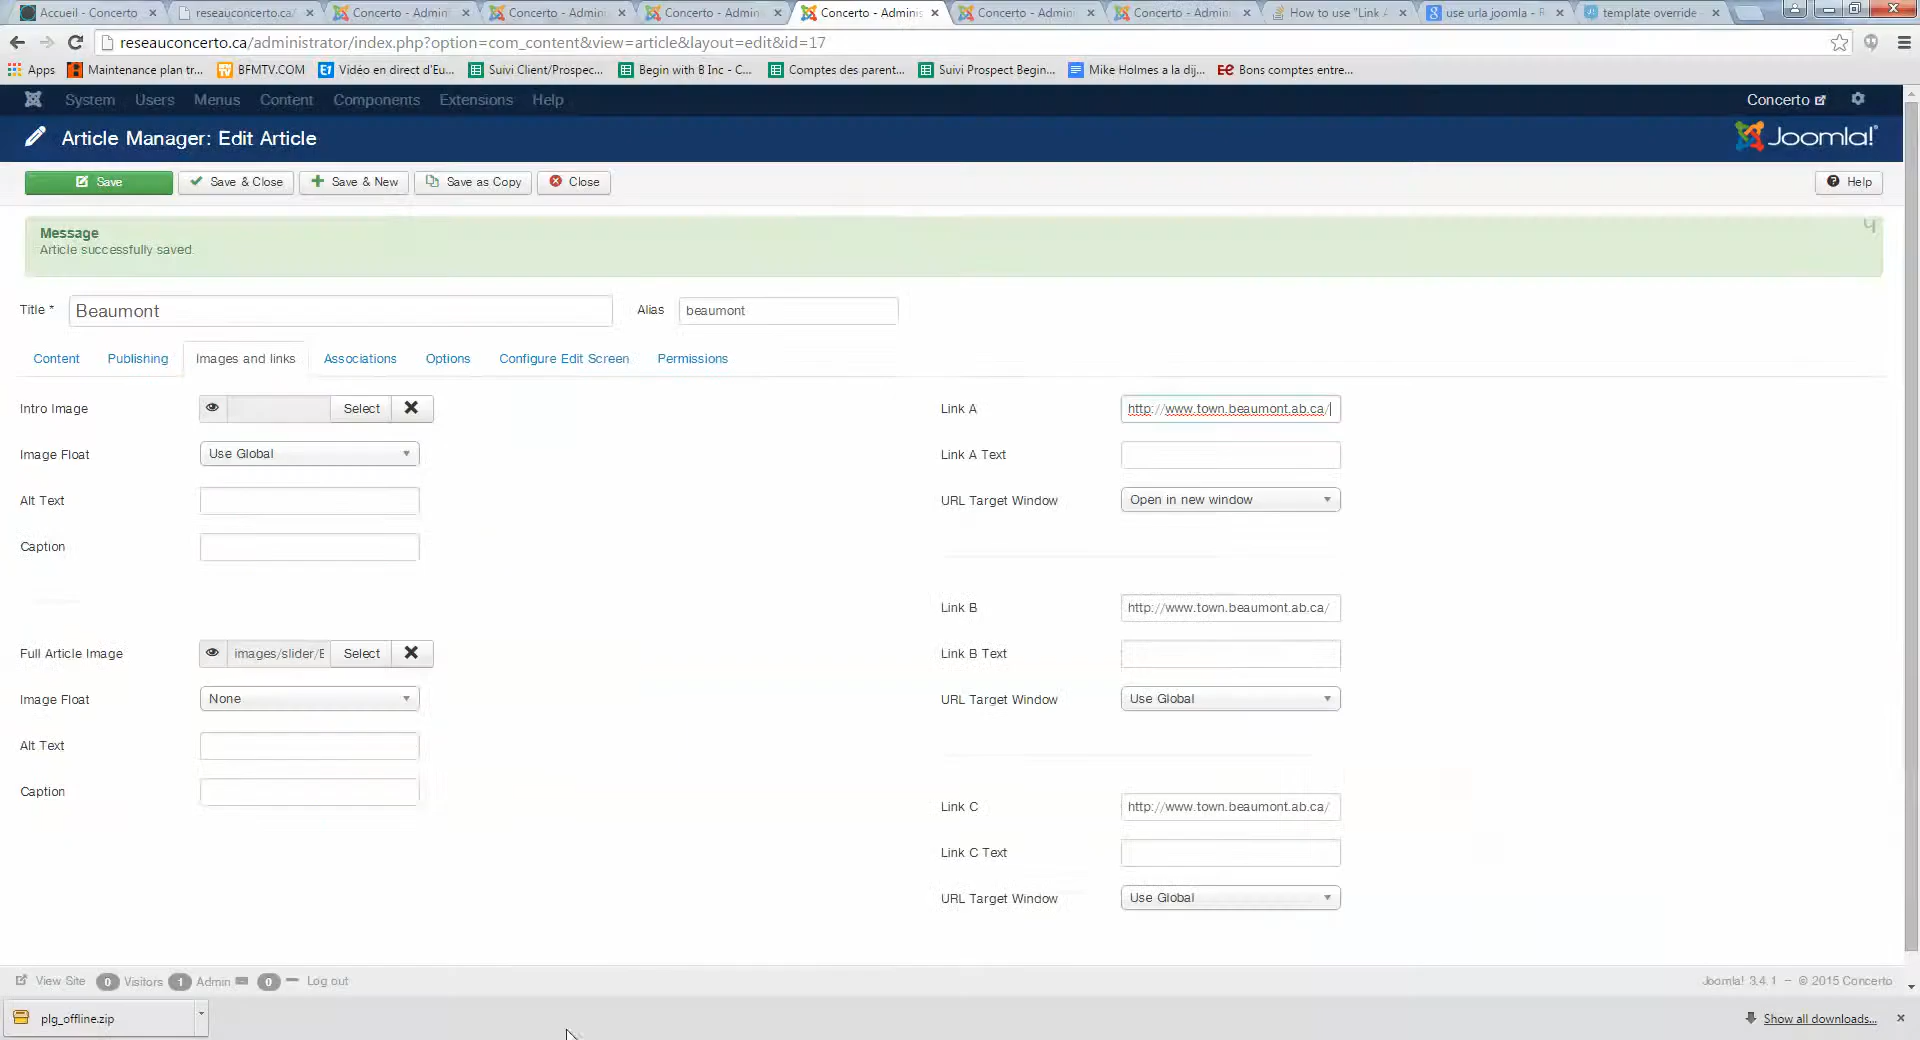 Accueil - Concerto
reseauconcerto.ca/
Concerto - Admini
Concerto - Admini
Concerto - Admini
Concerto - Adminis
Concerto - Admini
Concerto - Admini
How to use "Link A
use urla joomla - R
template override
reseauconcerto.ca/administrator/index.php?option=com_content&view=article&layout=edit&id=17
Apps
Maintenance plan tr...
BFMTV.COM
E1 Vidéo en direct d'Eu...
Suivi Client/Prospec...
Begin with B Inc - C...
Comptes des parent...
Suivi Prospect Begin...
Mike Holmes a la dij...
Bons comptes entre...
System Users Menus Content Components Extensions Help
Concerto
Article Manager: Edit Article
Joomla!
Save
Save & Close
Save & New
Save as Copy
Close
Help
Message
Article successfully saved.
Title *
Beaumont
Alias
beaumont
Content Publishing Images and links Associations Options Configure Edit Screen Permissions
Intro Image
Select
Link A
http://www.town.beaumont.ab.ca/
Image Float
Use Global
Link A Text
Alt Text
URL Target Window
Open in new window
Caption
Link B
http://www.town.beaumont.ab.ca/
Full Article Image
images/slider/E
Select
Link B Text
Image Float
None
URL Target Window
Use Global
Alt Text
Caption
Link C
http://www.town.beaumont.ab.ca/
Link C Text
URL Target Window
Use Global
View Site
0 Visitors
1 Admin
0
Log out
Joomla! 3.4.1 – © 2015 Concerto
plg_offline.zip
Show all downloads...